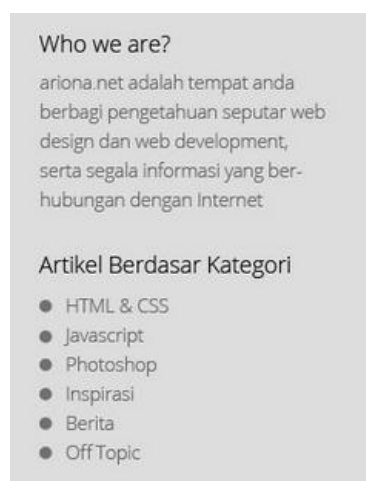 Who we are?
ariona.net adalah tempat anda
berbagi pengetahuan seputar web
design dan web development,
serta segala informasi yang ber-
hubungan dengan Internet
Artikel Berdasar Kategori
HTML & CSS
Javascript
Photoshop
Inspirasi
Berita
Off Topic